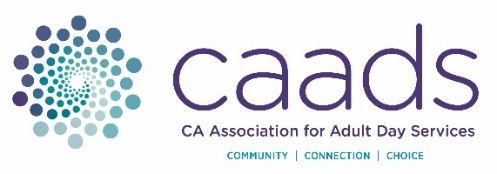 caads
CA Association for Adult Day Services
COMMUNITY | CONNECTION | CHOICE